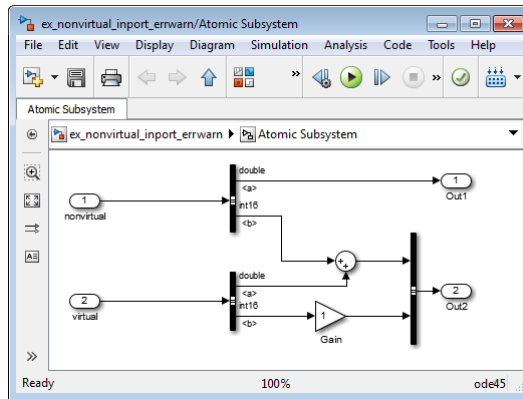 ex_nonvirtual_inport_errwarn/Atomic Subsystem
File Edit View Display Diagram Simulation Analysis Code Tools Help
» »
Atomic Subsystem
ex_nonvirtual_inport_errwarn Atomic Subsystem
double
1 <a> 1
nonvirtual int16 Out1
<b>
+
+
double
<a>
2 int16 2
virtual <b> 1 Out2
Gain
A
»
Ready 100% ode45